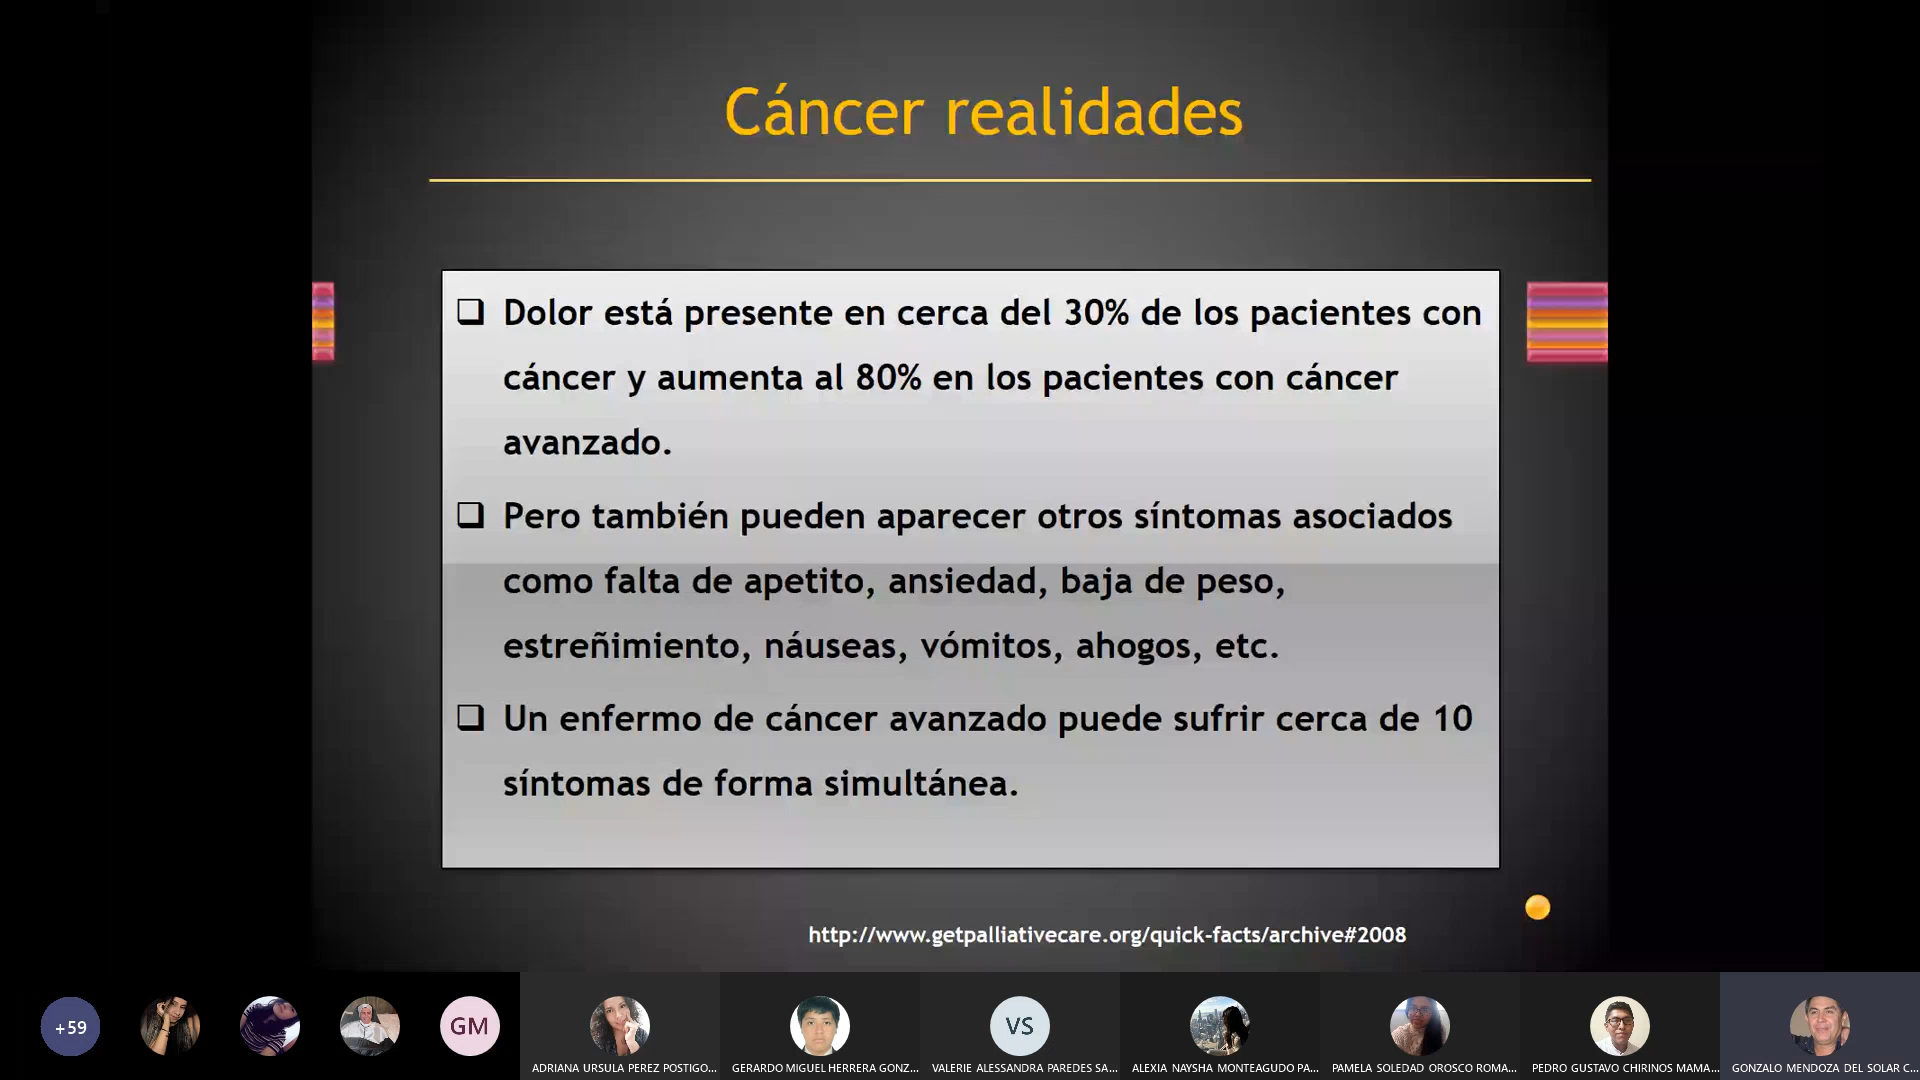 Cáncer realidades
❑ Dolor está presente en cerca del 30% de los pacientes con
cáncer y aumenta al 80% en los pacientes con cáncer
avanzado.
❑ Pero también pueden aparecer otros síntomas asociados
como falta de apetito, ansiedad, baja de peso,
estreñimiento, náuseas, vómitos, ahogos, etc.
❑ Un enfermo de cáncer avanzado puede sufrir cerca de 10
síntomas de forma simultánea.
http://www.getpalliativecare.org/quick-facts/archive#2008
+59
GM
VS
ADRIANA URSULA PEREZ POSTIGO...
GERARDO MIGUEL HERRERA GONZ...
VALERIE ALESSANDRA PAREDES SA...
ALEXIA NAYSHA MONTEAGUDO PA...
PAMELA SOLEDAD OROSCO ROMA...
PEDRO GUSTAVO CHIRINOS MAMA...
GONZALO MENDOZA DEL SOLAR C...